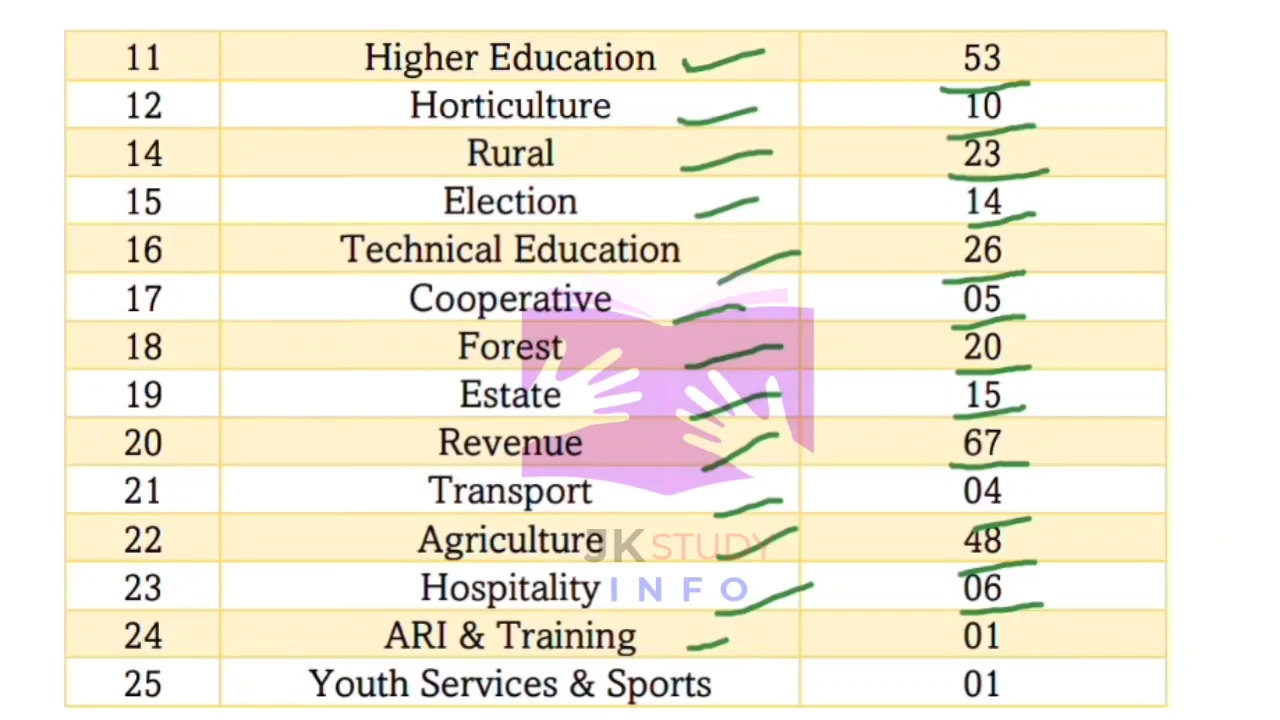 11 Higher Education 53
12 Horticulture 10
14 Rural 23
15 Election 14
16 Technical Education 26
17 Cooperative 05
18 Forest 20
19 Estate 15
20 Revenue 67
21 Transport 04
22 Agriculture 48
JKSTUDY
23 Hospitality 06
INFO
24 ARI & Training 01
25 Youth Services & Sports 01